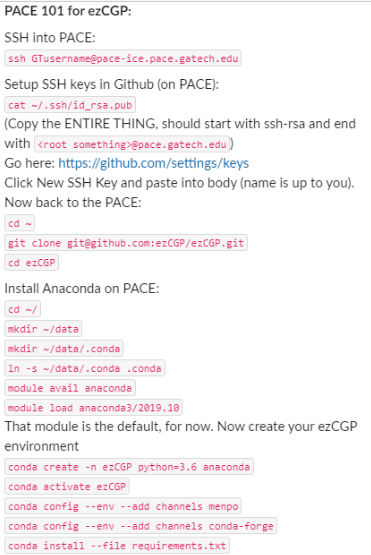 PACE 101 for ezCGP:
SSH into PACE:
ssh GTusername@pace-ice.pace.gatech.edu
Setup SSH keys in Github (on PACE):
cat ~/.ssh/id_rsa.pub
(Copy the ENTIRE THING, should start with ssh-rsa and end
with <root something>@pace.gatech.edu)
Go here: https://github.com/settings/keys
Click New SSH Key and paste into body (name is up to you).
Now back to the PACE:
cd ~
git clone git@github.com:ezCGP/ezCGP.git
cd ezCGP
Install Anaconda on PACE:
cd ~/
mkdir ~/data
mkdir ~/data/.conda
ln -s ~/data/.conda .conda
module avail anaconda
module load anaconda3/2019.10
That module is the default, for now. Now create your ezCGP
environment
conda create -n ezCGP python=3.6 anaconda
conda activate ezCGP
conda config --env --add channels menpo
conda config --env --add channels conda-forge
conda install --file requirements.txt